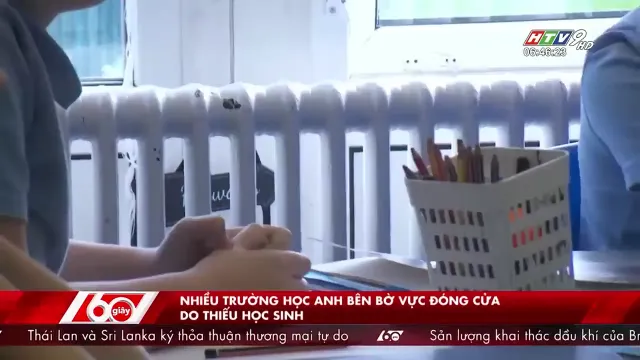 HTV9 HD
06:46:23
60 giây
NHIỀU TRƯỜNG HỌC ANH BÊN BỜ VỰC ĐÓNG CỬA
DO THIẾU HỌC SINH
Thái Lan và Sri Lanka ký thỏa thuận thương mại tự do
60 giây
Sản lượng khai thác dầu khí của B